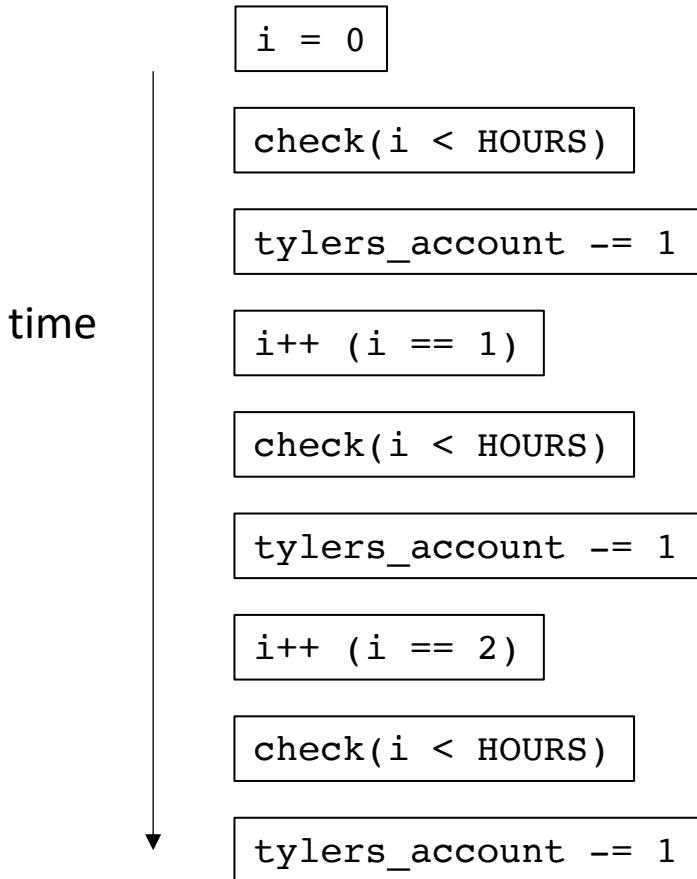 i = 0
check(i < HOURS)
tylers_account -= 1
time
i++ (i == 1)
check(i < HOURS)
tylers_account -= 1
i++ (i == 2)
check(i < HOURS)
tylers_account -= 1